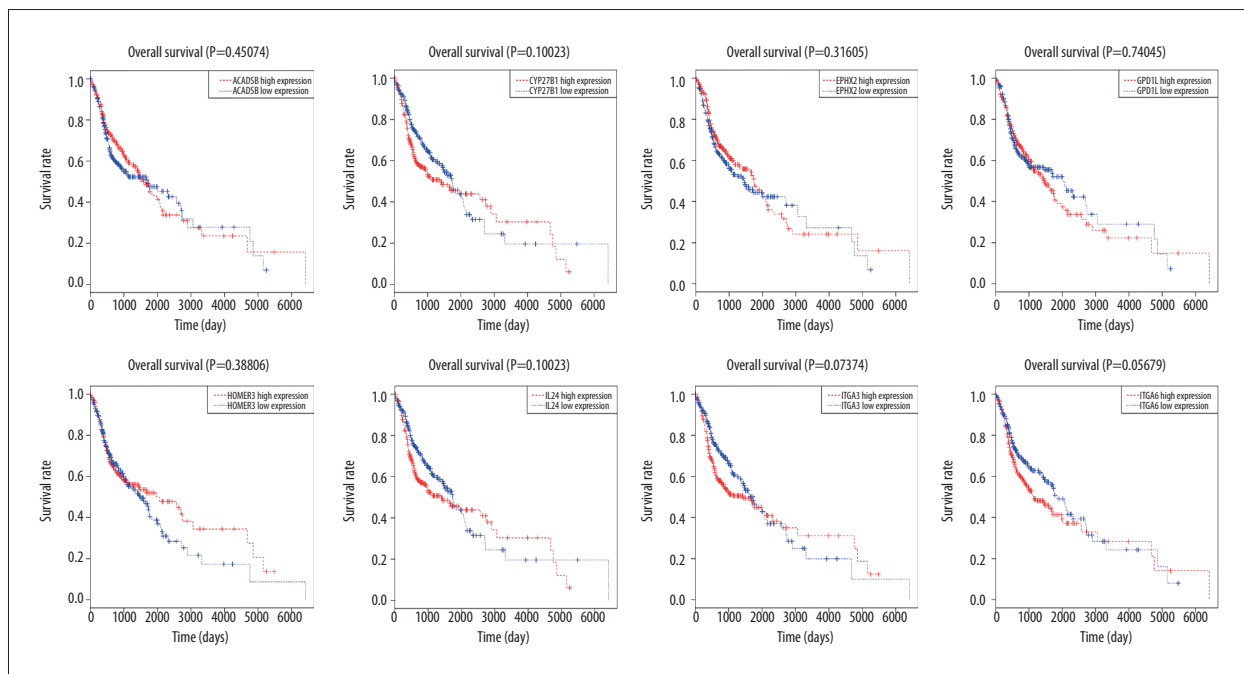 Overall survival (P=0.45074)
ACADSB high expression
ACADSB low expression
Survival rate
1.0
0.8
0.6
0.4
0.2
0.0
0 1000 2000 3000 4000 5000 6000
Time (day)
Overall survival (P=0.10023)
CYP27B1 high expression
CYP27B1 low expression
Survival rate
1.0
0.8
0.6
0.4
0.2
0.0
0 1000 2000 3000 4000 5000 6000
Time (day)
Overall survival (P=0.31605)
EPHX2 high expression
EPHX2 low expression
Survival rate
1.0
0.8
0.6
0.4
0.2
0.0
0 1000 2000 3000 4000 5000 6000
Time (day)
Overall survival (P=0.74045)
GPD1L high expression
GPD1L low expression
Survival rate
1.0
0.8
0.6
0.4
0.2
0.0
0 1000 2000 3000 4000 5000 6000
Time (day)
Overall survival (P=0.38806)
HOMER3 high expression
HOMER3 low expression
Survival rate
1.0
0.8
0.6
0.4
0.2
0.0
0 1000 2000 3000 4000 5000 6000
Time (days)
Overall survival (P=0.10023)
IL24 high expression
IL24 low expression
Survival rate
1.0
0.8
0.6
0.4
0.2
0.0
0 1000 2000 3000 4000 5000 6000
Time (days)
Overall survival (P=0.07374)
ITGA3 high expression
ITGA3 low expression
Survival rate
1.0
0.8
0.6
0.4
0.2
0.0
0 1000 2000 3000 4000 5000 6000
Time (days)
Overall survival (P=0.05679)
ITGA6 high expression
ITGA6 low expression
Survival rate
1.0
0.8
0.6
0.4
0.2
0.0
0 1000 2000 3000 4000 5000 6000
Time (days)